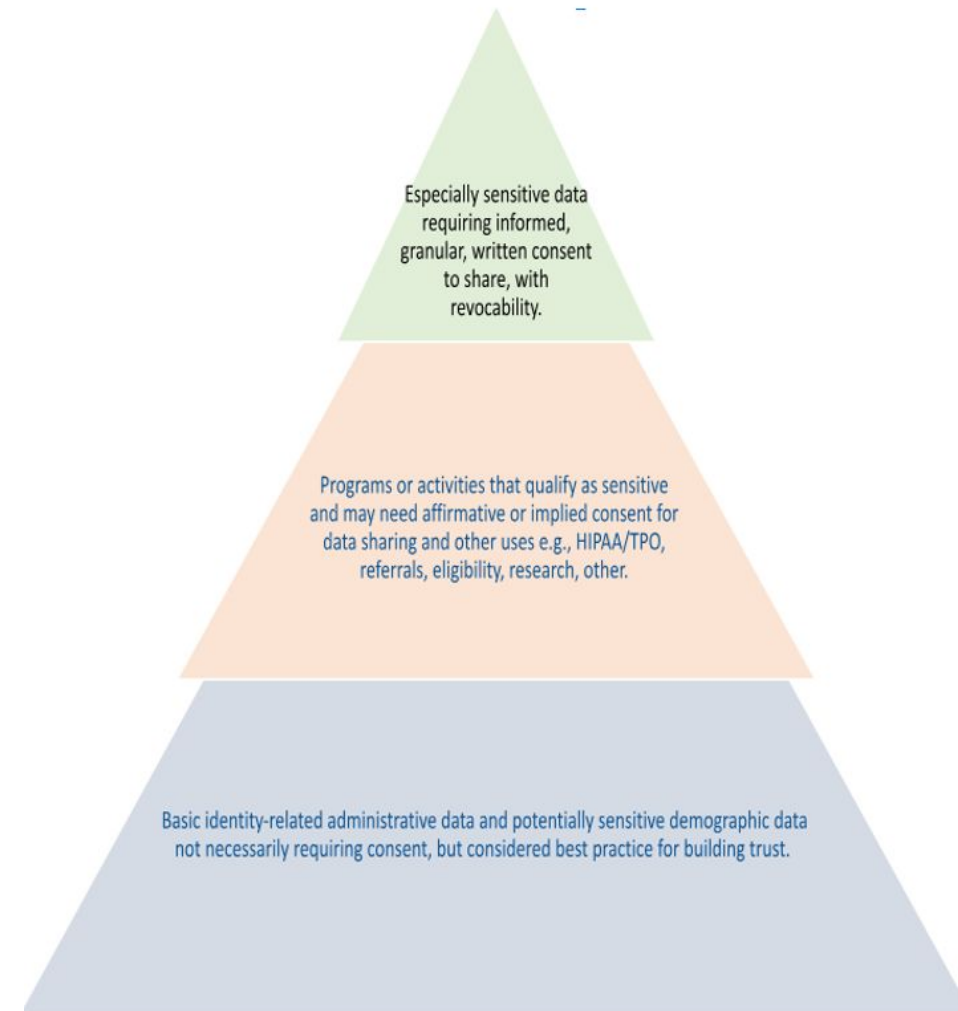 Especially sensitive data
requiring informed,
granular, written consent
to share, with
revocability.
Programs or activities that qualify as sensitive
and may need affirmative or implied consent for
data sharing and other uses e.g., HIPAA/TPO,
referrals, eligibility, research, other.
Basic identity-related administrative data and potentially sensitive demographic data
not necessarily requiring consent, but considered best practice for building trust.